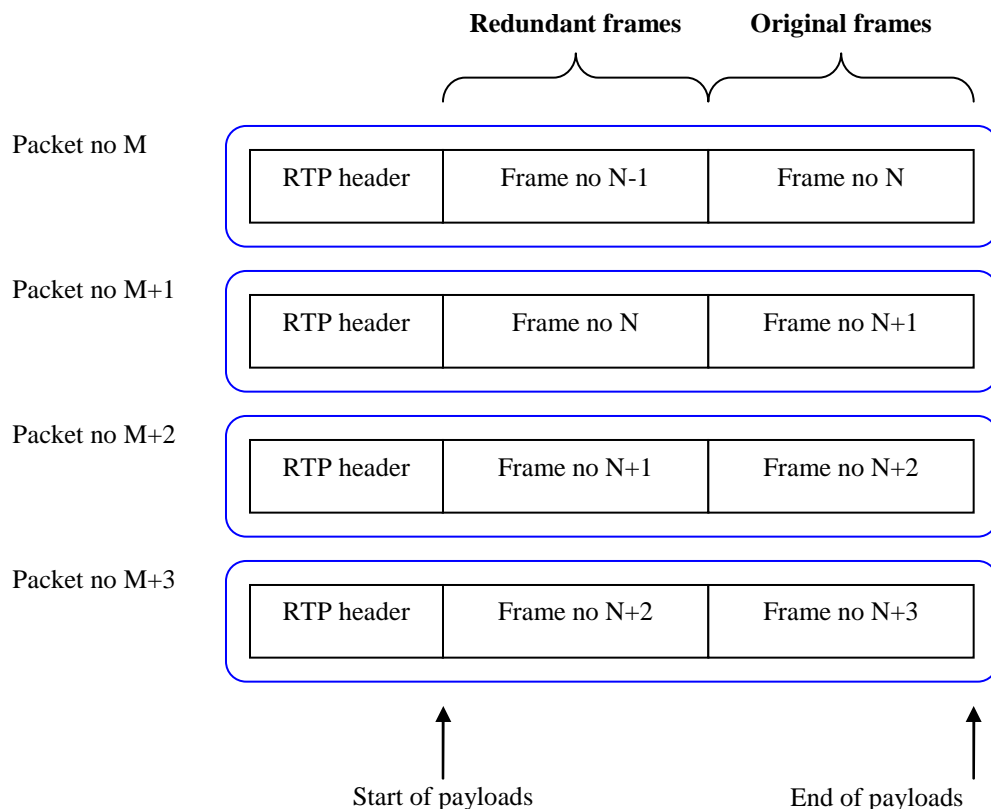 Redundant frames Original frames
Packet no M
RTP header Frame no N-1 Frame no N
Packet no M+1
RTP header Frame no N Frame no N+1
Packet no M+2
RTP header Frame no N+1 Frame no N+2
Packet no M+3
RTP header Frame no N+2 Frame no N+3
Start of payloads End of payloads